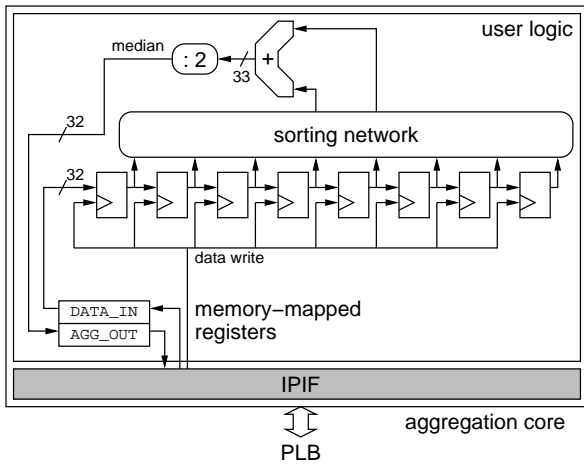 user logic
median
: 2
+
33
32
sorting network
32
data write
DATA_IN
memory−mapped
registers
AGG_OUT
IPIF
aggregation core
PLB